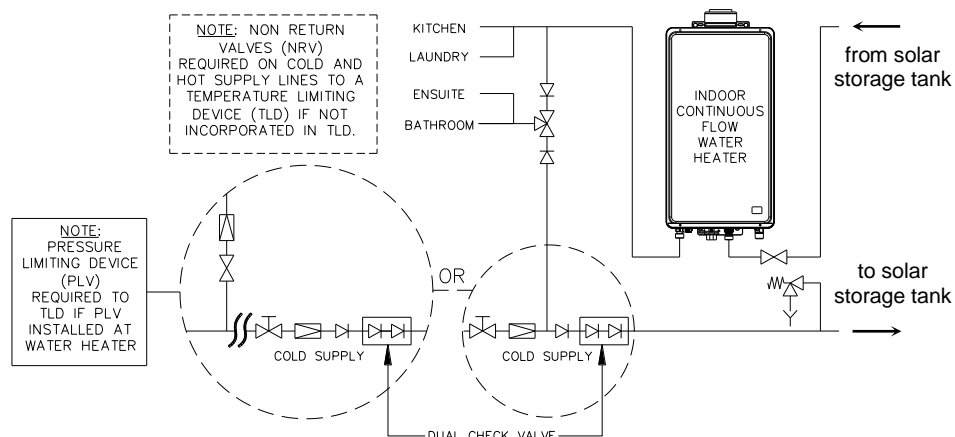 NOTE: NON RETURN
VALVES (NRV)
REQUIRED ON COLD AND
HOT SUPPLY LINES TO A
TEMPERATURE LIMITING
DEVICE (TLD) IF NOT
INCORPORATED IN TLD.
KITCHEN
LAUNDRY
ENSUITE
BATHROOM
INDOOR
CONTINUOUS
FLOW
WATER
HEATER
from solar
storage tank
NOTE:
PRESSURE
LIMITING DEVICE
(PLV)
REQUIRED TO
TLD IF PLV
INSTALLED AT
WATER HEATER
OR
to solar
storage tank
COLD SUPPLY
COLD SUPPLY
DUAL CHECK VALVE